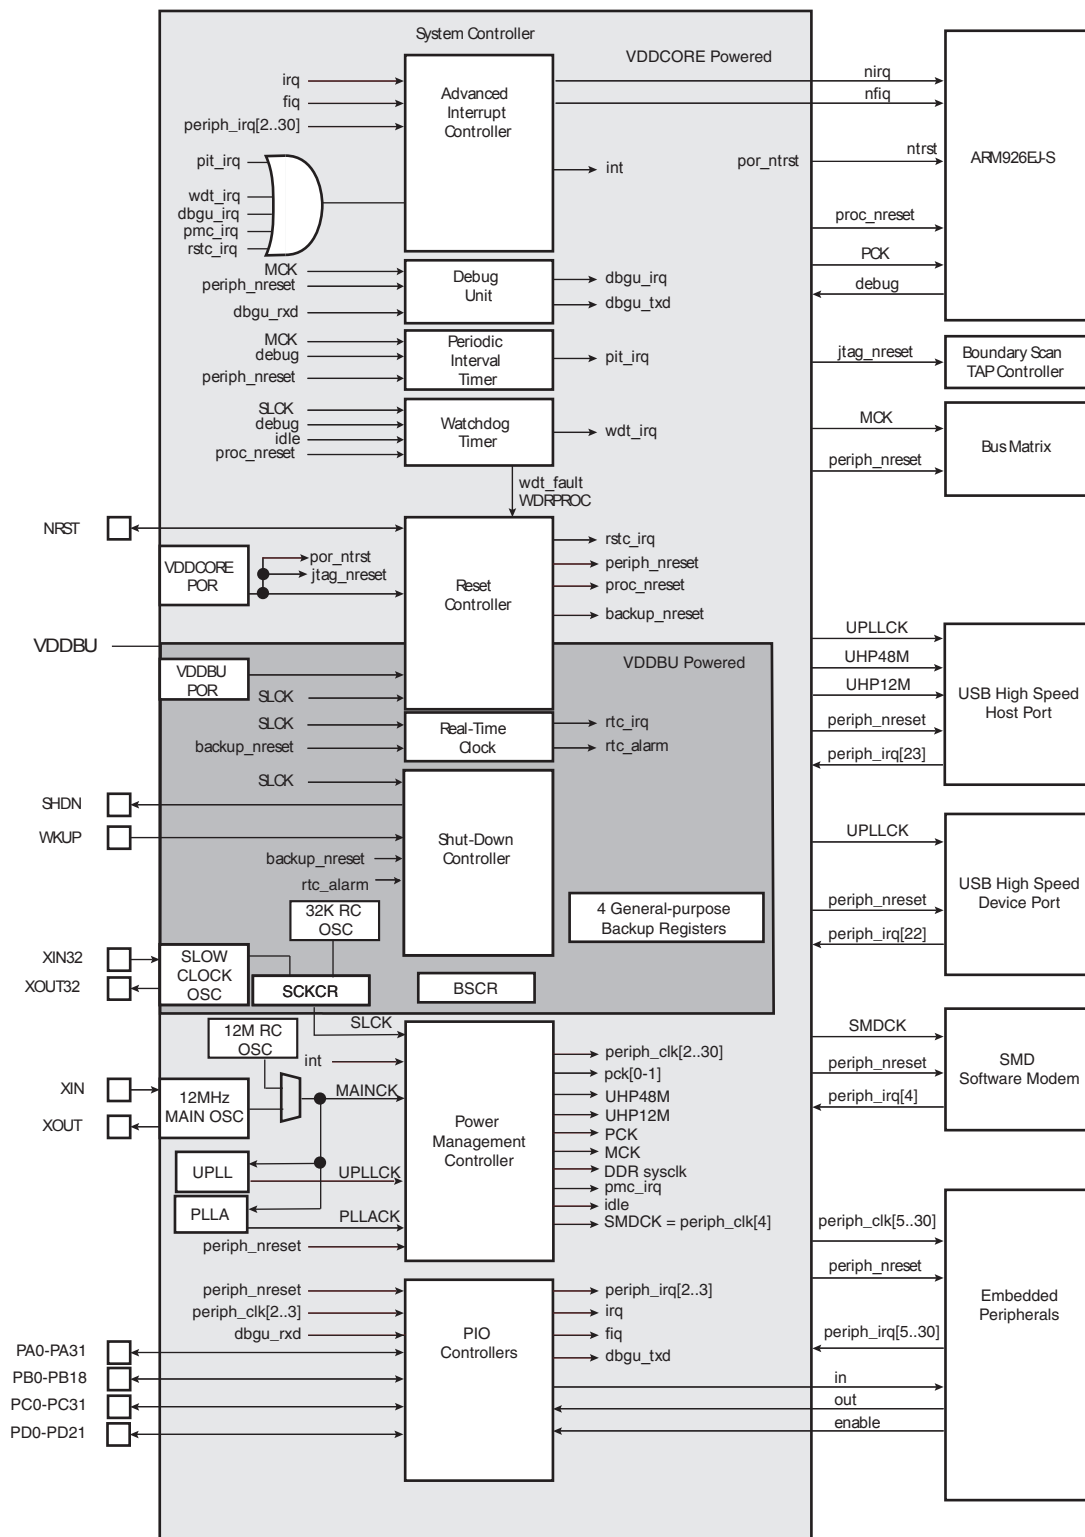 System Controller
VDDCORE Powered
irq
fiq
periph_irq[2..30]
pit_irq
wdt_irq
dbgu_irq
pmc_irq
rstc_irq
Advanced
Interrupt
Controller
int
nirq
nfiq
por_ntrst
ntrst
proc_nreset
PCK
debug
ARM926EJ-S
MCK
periph_nreset
dbgu_rxd
Debug
Unit
dbgu_irq
dbgu_txd
MCK
debug
periph_nreset
Periodic
Interval
Timer
pit_irq
jtag_nreset
Boundary Scan
TAP Controller
SLCK
debug
idle
proc_nreset
Watchdog
Timer
wdt_irq
MCK
periph_nreset
Bus Matrix
wdt_fault
WDRPROC
NRST
VDDCORE
POR
por_ntrst
jtag_nreset
Reset
Controller
rstc_irq
periph_nreset
proc_nreset
backup_nreset
VDDBU
VDDBU
POR
SLCK
VDDBU Powered
UPLLCK
UHP48M
UHP12M
periph_nreset
periph_irq[23]
USB High Speed
Host Port
SLCK
backup_nreset
Real-Time
Clock
rtc_irq
rtc_alarm
SLCK
SHDN
WKUP
backup_nreset
rtc_alarm
Shut-Down
Controller
4 General-purpose
Backup Registers
UPLLCK
periph_nreset
periph_irq[22]
USB High Speed
Device Port
32K RC
OSC
XIN32
XOUT32
SLOW
CLOCK
OSC
SCKCR
BSCR
SLCK
12M RC
OSC
int
XIN
XOUT
12MHz
MAIN OSC
MAINCK
UPLL
UPLLCK
PLLA
PLLACK
periph_nreset
Power
Management
Controller
periph_clk[2..30]
pck[0-1]
UHP48M
UHP12M
PCK
MCK
DDR sysclk
pmc_irq
idle
SMDCK = periph_clk[4]
SMDCK
periph_nreset
periph_irq[4]
SMD
Software Modem
periph_nreset
periph_clk[2..3]
dbgu_rxd
PA0-PA31
PB0-PB18
PC0-PC31
PD0-PD21
PIO
Controllers
periph_irq[2..3]
irq
fiq
dbgu_txd
periph_clk[5..30]
periph_nreset
periph_irq[5..30]
in
out
enable
Embedded
Peripherals